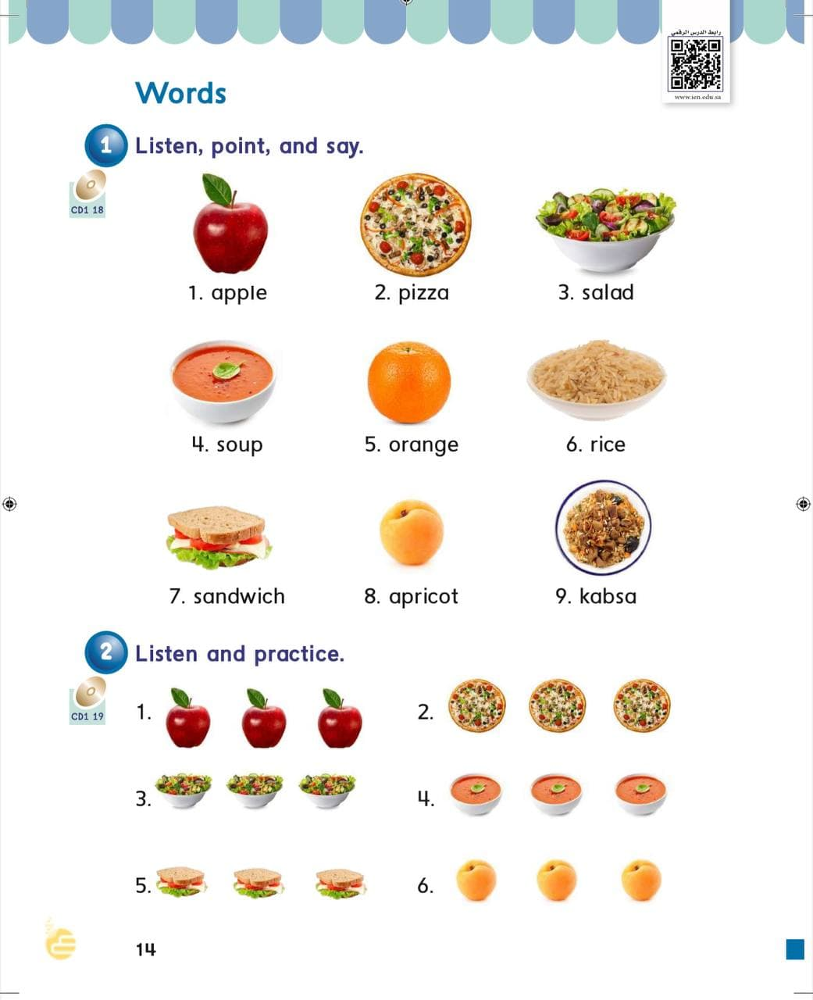 رابط الدرس الرقمي
www.ien.edu.sa
Words
1 Listen, point, and say.
CD1 18
1. apple
2. pizza
3. salad
4. soup
5. orange
6. rice
7. sandwich
8. apricot
9. kabsa
2 Listen and practice.
CD1 19
1.
2.
3.
4.
5.
6.
14